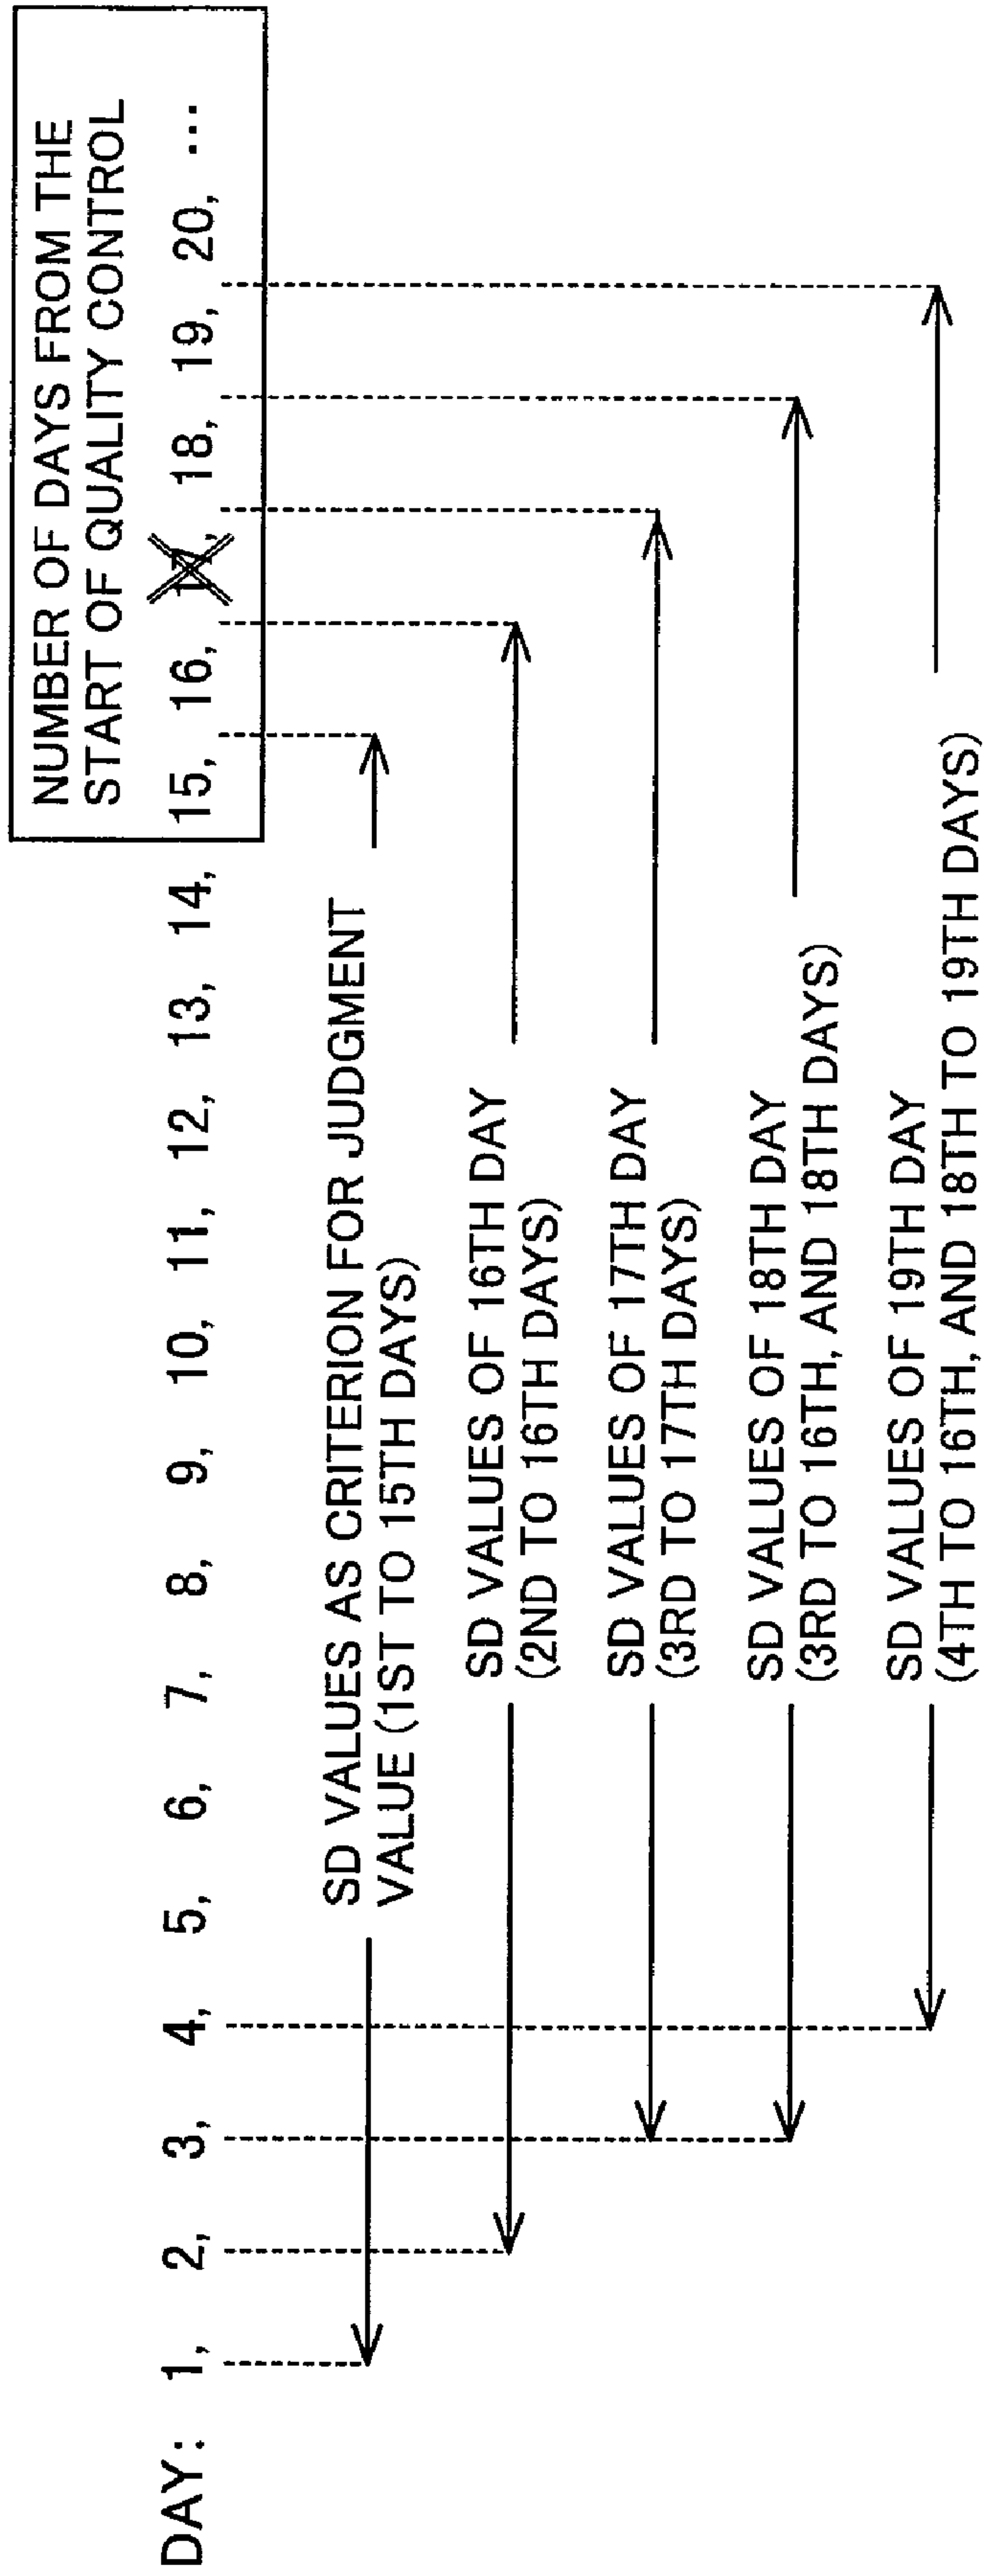 NUMBER OF DAYS FROM THE
START OF QUALITY CONTROL
DAY: 1, 2, 3, 4, 5, 6, 7, 8, 9, 10, 11, 12, 13, 14, 15, 16, 17, 18, 19, 20, ...
SD VALUES AS CRITERION FOR JUDGMENT
VALUE (1ST TO 15TH DAYS)
SD VALUES OF 16TH DAY
(2ND TO 16TH DAYS)
SD VALUES OF 17TH DAY
(3RD TO 17TH DAYS)
SD VALUES OF 18TH DAY
(3RD TO 16TH, AND 18TH DAYS)
SD VALUES OF 19TH DAY
(4TH TO 16TH, AND 18TH TO 19TH DAYS)